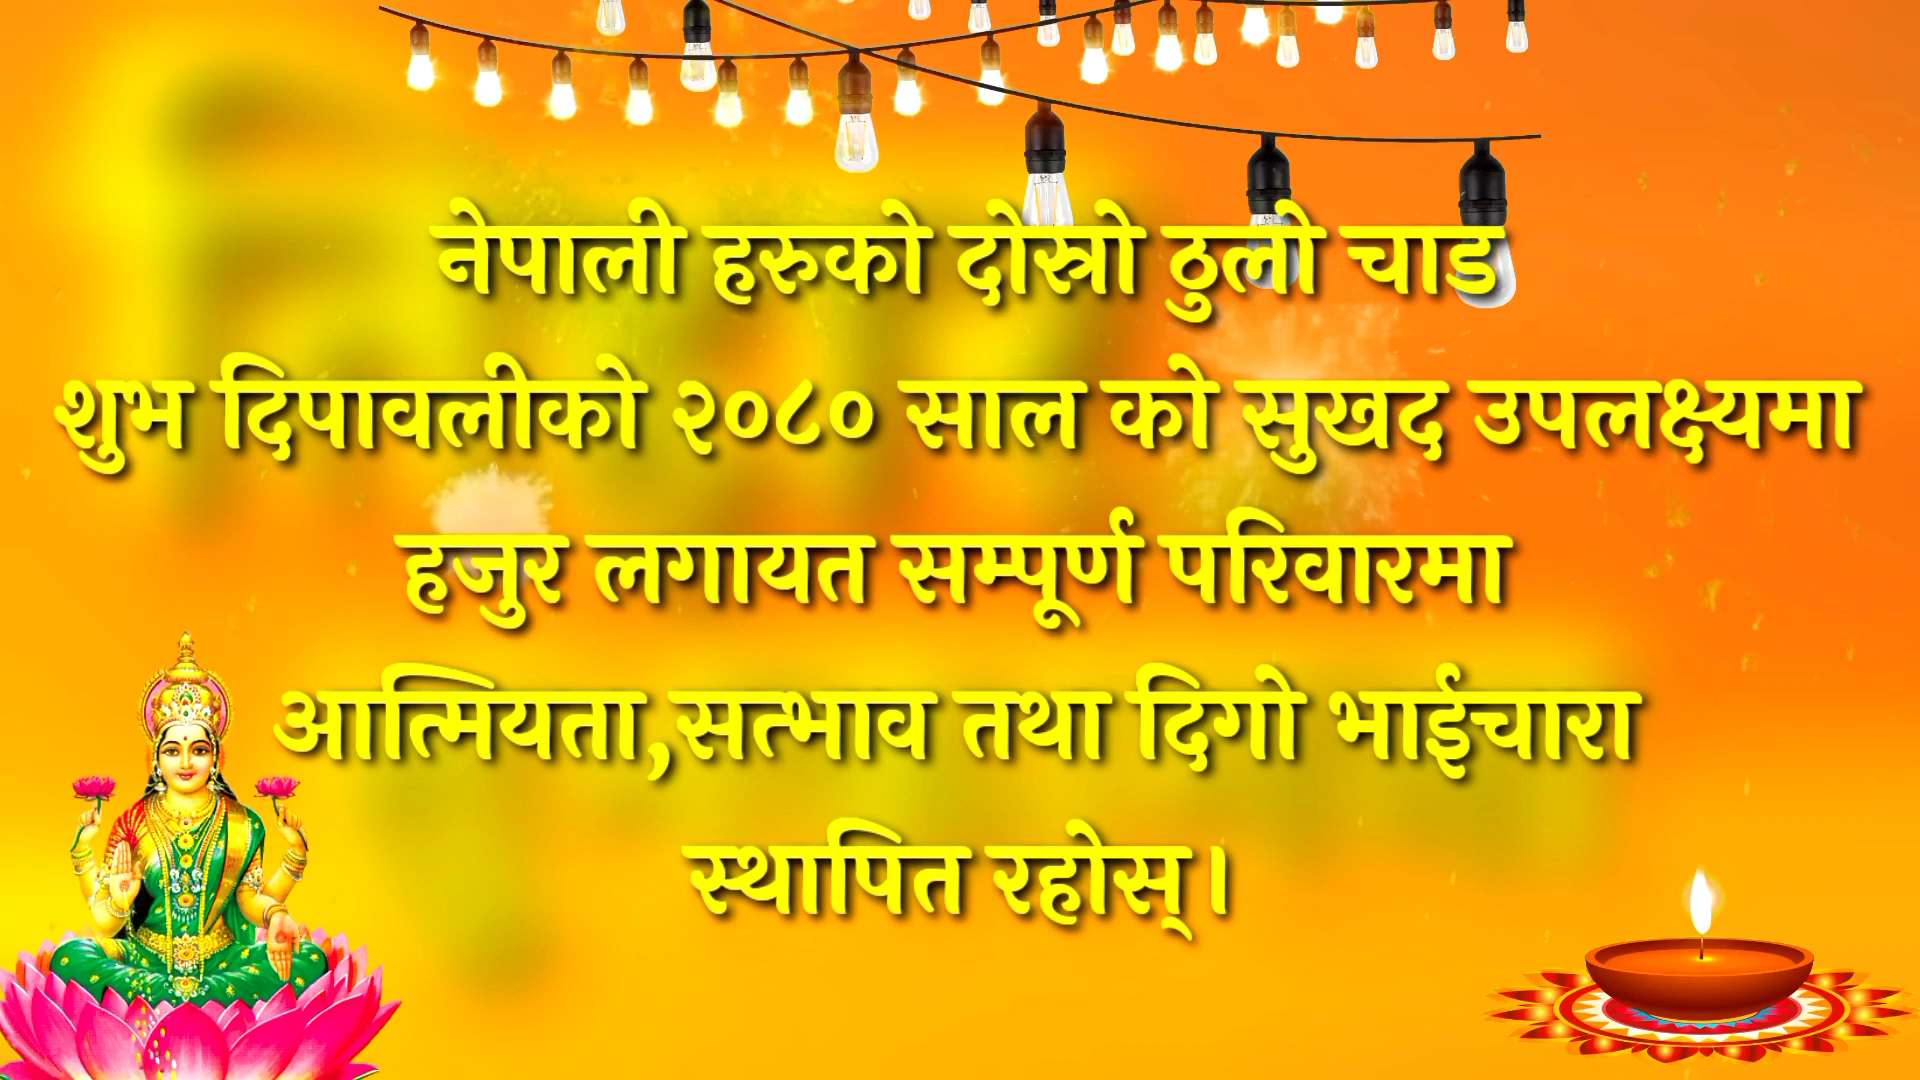 नेपाली हरुको दोस्रो ठुलो चाड
शुभ दिपावलीको २०८० साल को सुखद उपलक्ष्यमा
हजुर लगायत सम्पूर्ण परिवारमा
आत्मियता,सत्भाव तथा दिगो भाईचारा
स्थापित रहोस्।